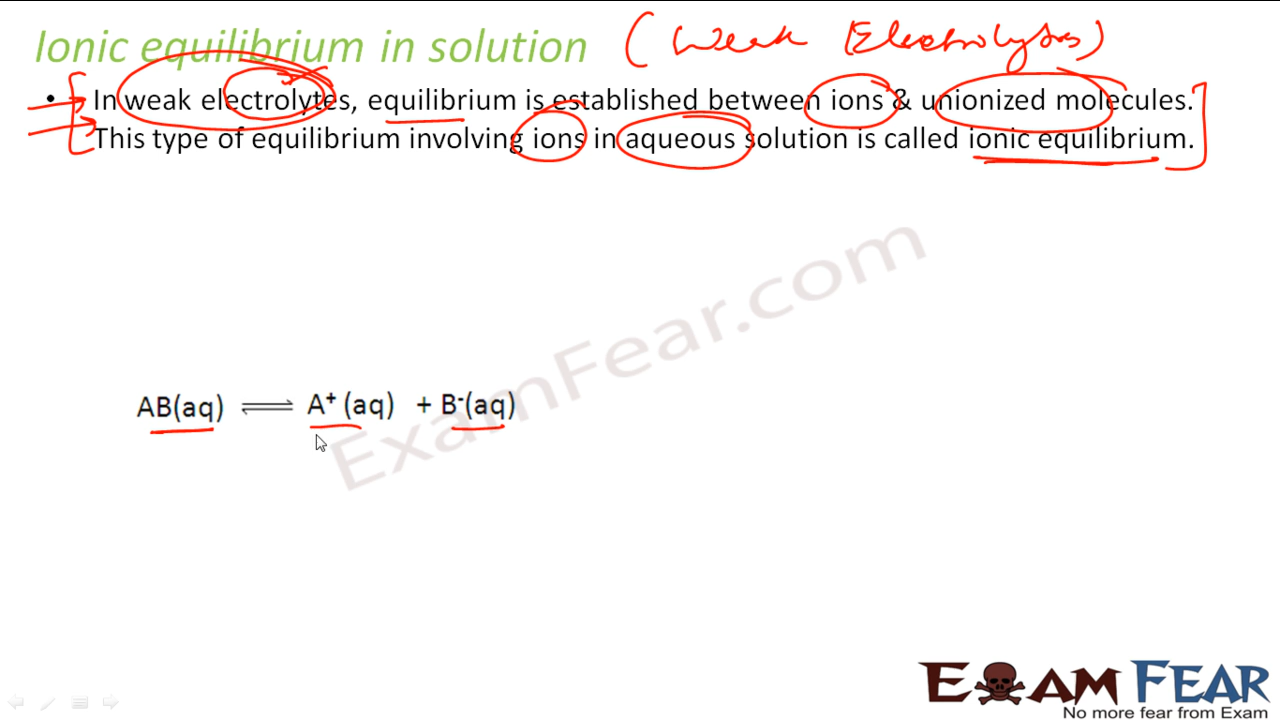 Ionic equilibrium in solution (Weak Electrolytes)
• In weak electrolytes, equilibrium is established between ions & unionized molecules.
This type of equilibrium involving ions in aqueous solution is called ionic equilibrium.
ExamFear.com
AB(aq) ⇌ A⁺ (aq) + B⁻(aq)
EXAM FEAR
No more fear from Exam